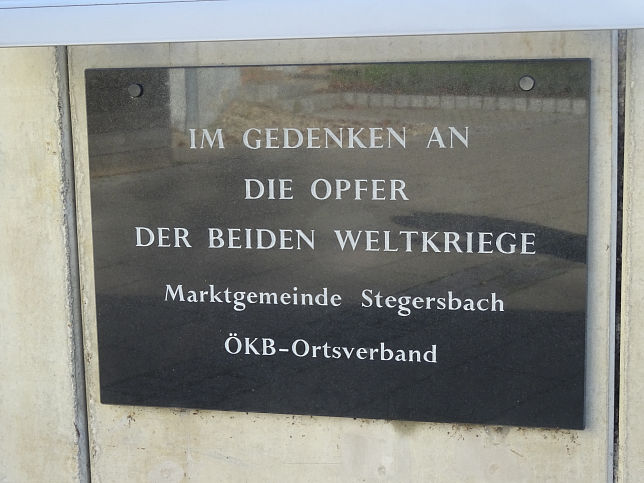 IM GEDENKEN AN
DIE OPFER
DER BEIDEN WELTKRIEGE
Marktgemeinde Stegersbach
ÖKB-Ortsverband